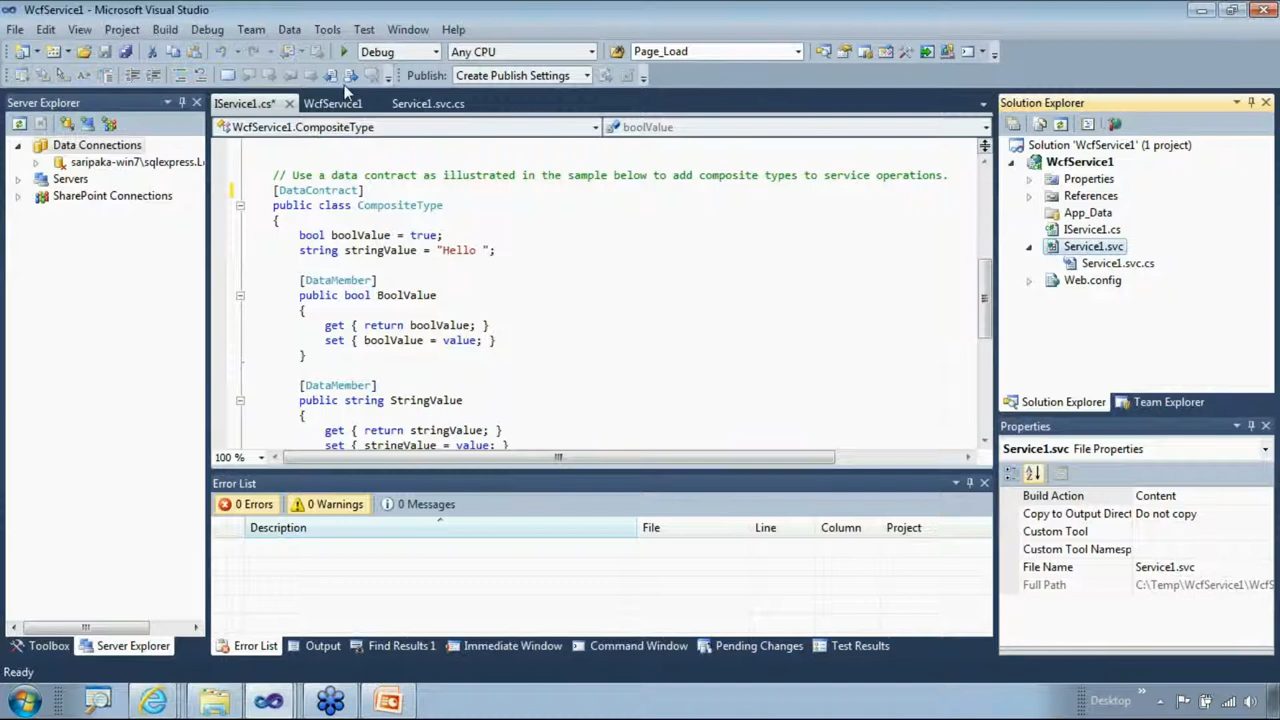 WcfService1 - Microsoft Visual Studio
File Edit View Project Build Debug Team Data Tools Test Window Help
Debug Any CPU Page_Load
Publish: Create Publish Settings
Server Explorer
Data Connections
saripaka-win7\sqlexpress.L
Servers
SharePoint Connections
IService1.cs* WcfService1 Service1.svc.cs
WcfService1.CompositeType boolValue
// Use a data contract as illustrated in the sample below to add composite types to service operations.
[DataContract]
public class CompositeType
{
bool boolValue = true;
string stringValue = "Hello ";
[DataMember]
public bool BoolValue
{
get { return boolValue; }
set { boolValue = value; }
}
[DataMember]
public string StringValue
{
get { return stringValue; }
set { stringValue = value; }
100 %
Error List
0 Errors 0 Warnings 0 Messages
Description File Line Column Project
Solution Explorer
Solution 'WcfService1' (1 project)
WcfService1
Properties
References
App_Data
IService1.cs
Service1.svc
Service1.svc.cs
Web.config
Solution Explorer Team Explorer
Properties
Service1.svc File Properties
Build Action Content
Copy to Output Direct Do not copy
Custom Tool
Custom Tool Namesp
File Name Service1.svc
Full Path C:\Temp\WcfService1\WcfS
Toolbox Server Explorer Error List Output Find Results 1 Immediate Window Command Window Pending Changes Test Results
Ready
Desktop